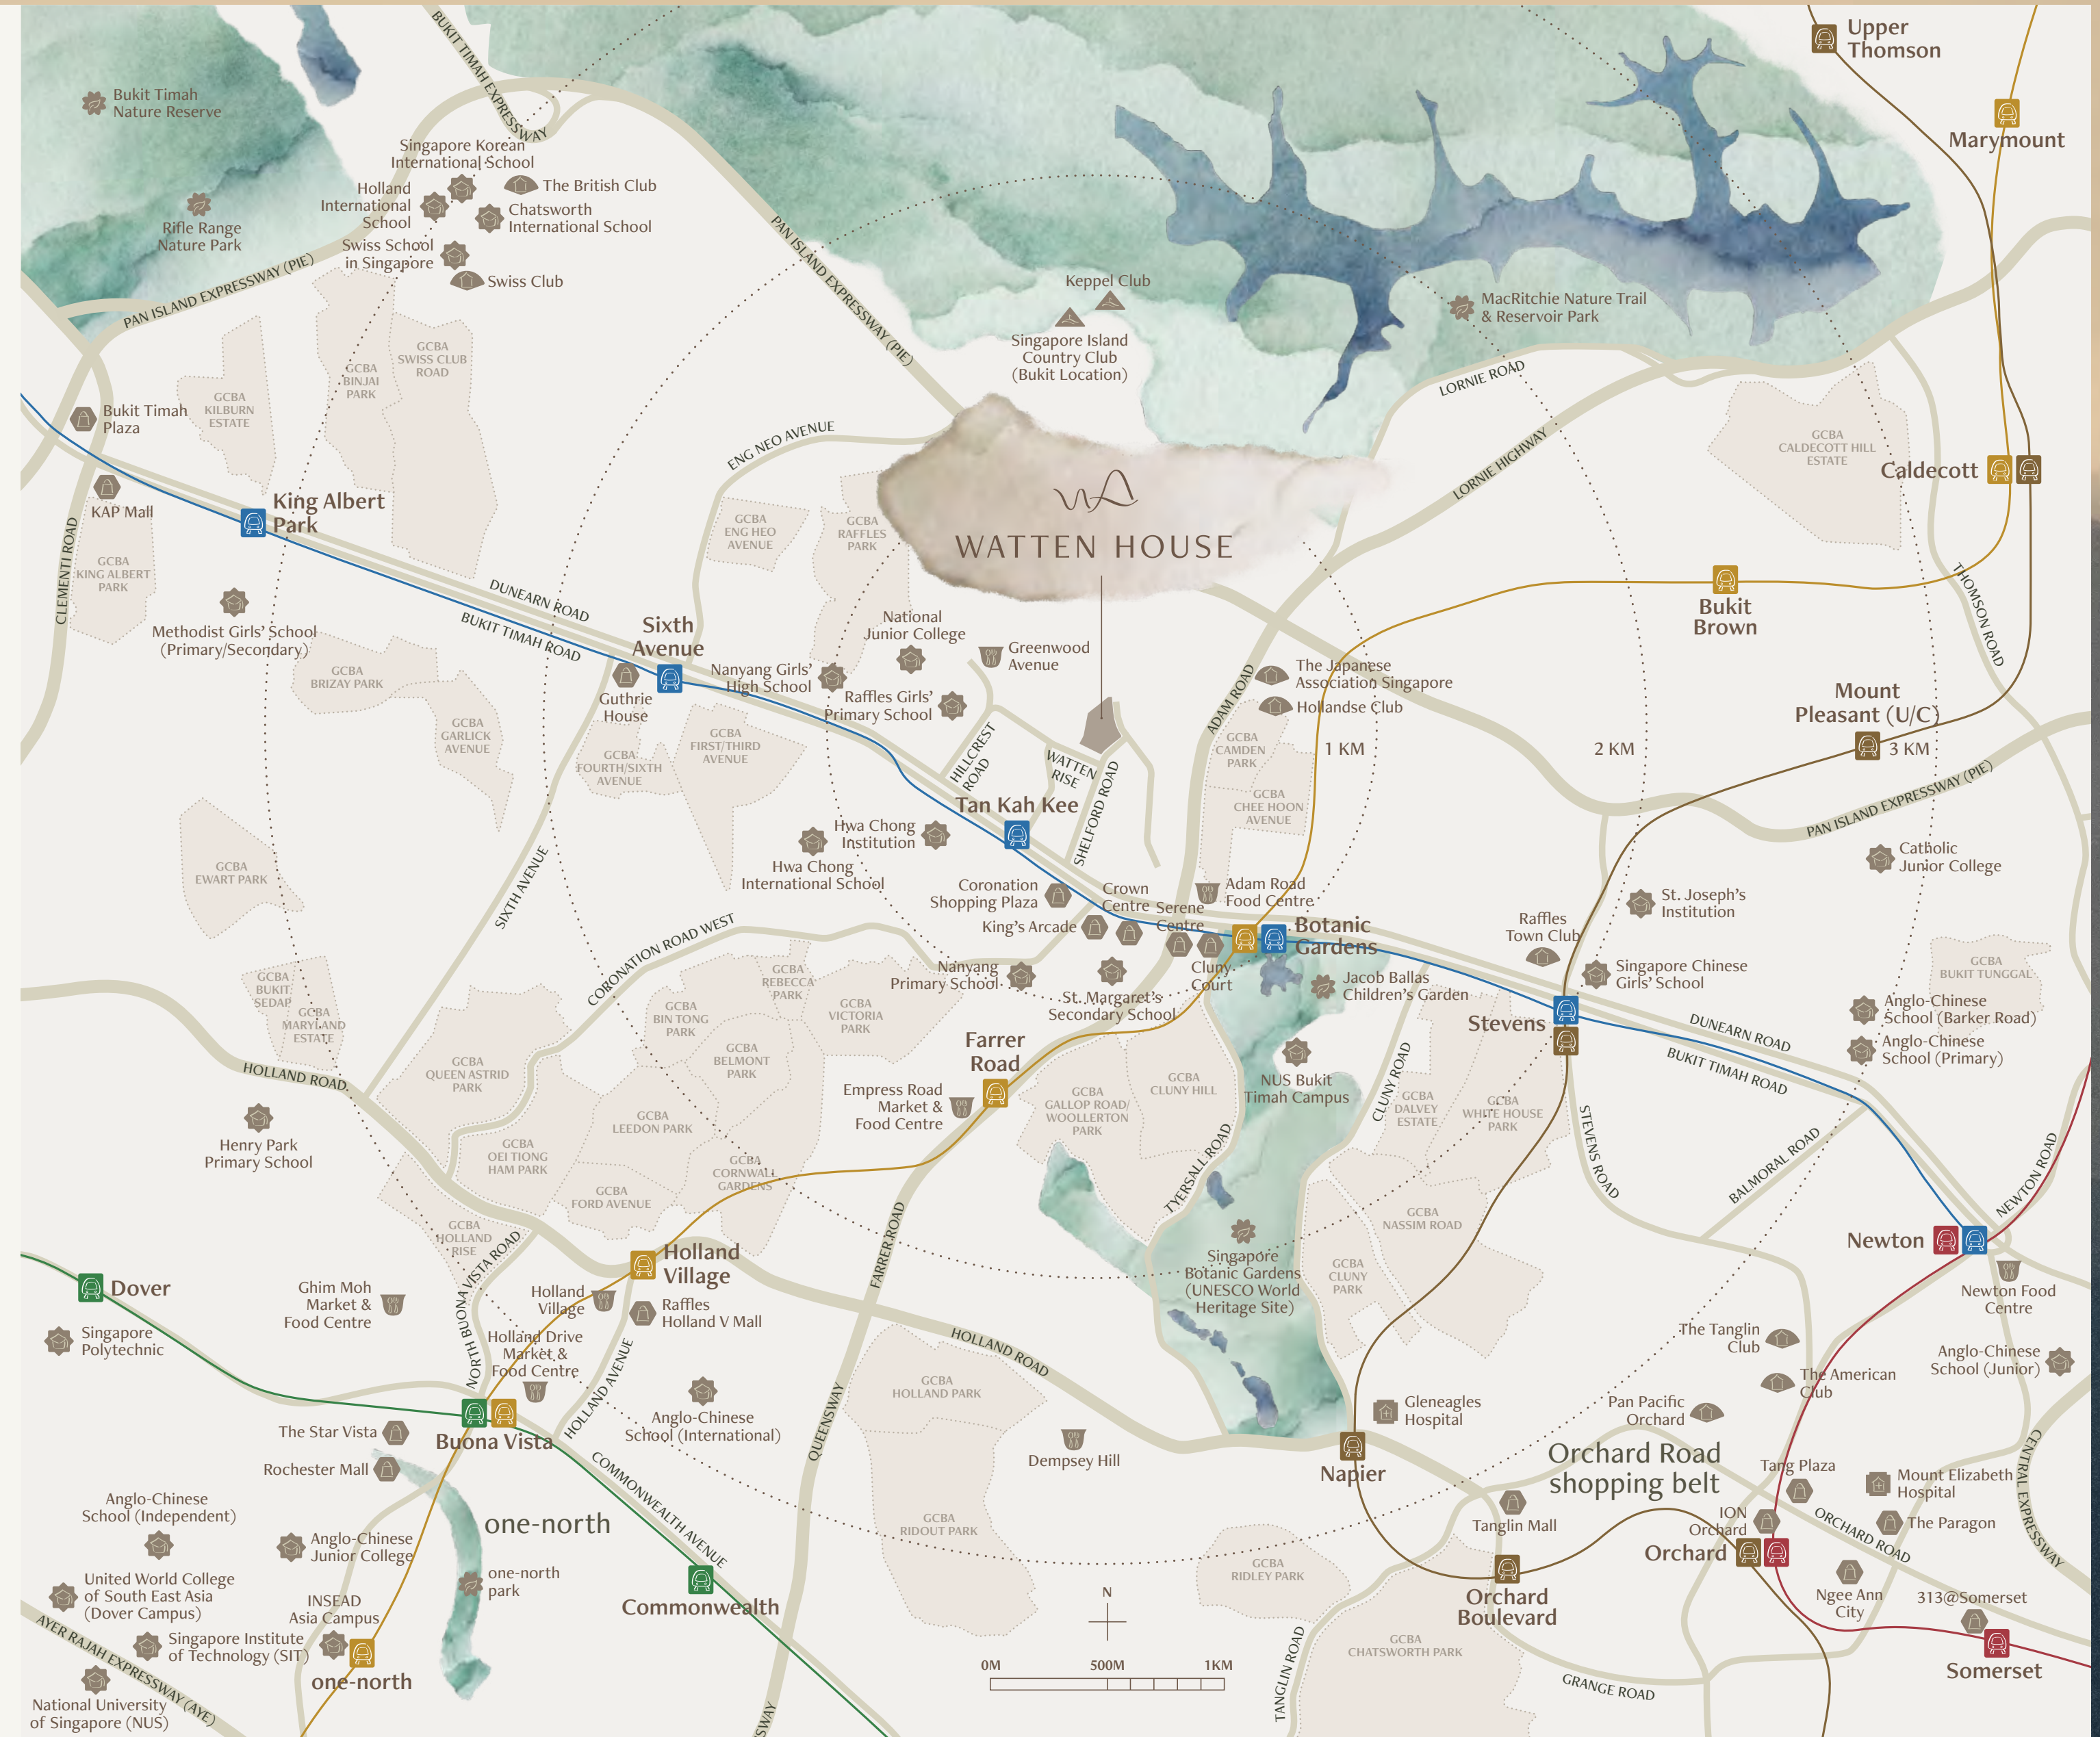 Upper
Thomson
Marymount
BUKIT TIMAH EXPRESSWAY
Bukit Timah
Nature Reserve
Singapore Korean
International School
The British Club
Holland
International
School
Chatsworth
International School
Rifle Range
Nature Park
Swiss School
in Singapore
Swiss Club
PAN ISLAND EXPRESSWAY (PIE)
PAN ISLAND EXPRESSWAY (PIE)
Keppel Club
Singapore Island
Country Club
(Bukit Location)
MacRitchie Nature Trail
& Reservoir Park
LORNIE ROAD
GCBA
SWISS CLUB
ROAD
GCBA
BINJAI
PARK
GCBA
KILBURN
ESTATE
Bukit Timah
Plaza
KAP Mall
King Albert
Park
GCBA
KING ALBERT
PARK
CLEMENTI ROAD
ENG NEO AVENUE
GCBA
ENG HEO
AVENUE
GCBA
RAFFLES
PARK
WA
WATTEN HOUSE
LORNIE HIGHWAY
GCBA
CALDECOTT HILL
ESTATE
Caldecott
THOMSON ROAD
Bukit
Brown
Methodist Girls' School
(Primary/Secondary)
DUNEARN ROAD
BUKIT TIMAH ROAD
Sixth
Avenue
Guthrie
House
Nanyang Girls'
High School
National
Junior College
Greenwood
Avenue
Raffles Girls'
Primary School
The Japanese
Association Singapore
Hollandse Club
ADAM ROAD
Mount
Pleasant (U/C)
1 KM
2 KM
3 KM
PAN ISLAND EXPRESSWAY (PIE)
GCBA
BRIZAY PARK
GCBA
GARLICK
AVENUE
GCBA
FOURTH/SIXTH
AVENUE
GCBA
FIRST/THIRD
AVENUE
HILLCREST
ROAD
WATTEN
RISE
SHELFORD ROAD
GCBA
CAMDEN
PARK
GCBA
CHEE HOON
AVENUE
Tan Kah Kee
Hwa Chong
Institution
Hwa Chong
International School
GCBA
EWART PARK
SIXTH AVENUE
CORONATION ROAD WEST
Coronation
Shopping Plaza
Crown
Centre
Serene
Centre
King's Arcade
Adam Road
Food Centre
Botanic
Gardens
Cluny
Court
Nanyang
Primary School
St. Margaret's
Secondary School
Jacob Ballas
Children's Garden
Raffles
Town Club
St. Joseph's
Institution
Catholic
Junior College
Singapore Chinese
Girls' School
GCBA
BUKIT TUNGGAL
Anglo-Chinese
School (Barker Road)
Anglo-Chinese
School (Primary)
Stevens
DUNEARN ROAD
BUKIT TIMAH ROAD
GCBA
BUKIT
SEDAP
GCBA
MARYLAND
ESTATE
HOLLAND ROAD
Henry Park
Primary School
GCBA
QUEEN ASTRID
PARK
GCBA
BIN TONG
PARK
GCBA
REBECCA
PARK
GCBA
VICTORIA
PARK
GCBA
BELMONT
PARK
GCBA
LEEDON PARK
GCBA
OEI TIONG
HAM PARK
GCBA
FORD AVENUE
GCBA
CORNWALL
GARDENS
Farrer
Road
Empress Road
Market &
Food Centre
GCBA
GALLOP ROAD/
WOOLLERTON
PARK
GCBA
CLUNY HILL
NUS Bukit
Timah Campus
CLUNY ROAD
GCBA
DALVEY
ESTATE
GCBA
WHITE HOUSE
PARK
STEVENS ROAD
BALMORAL ROAD
NEWTON ROAD
TYERSALL ROAD
GCBA
NASSIM ROAD
GCBA
CLUNY
PARK
Singapore
Botanic Gardens
(UNESCO World
Heritage Site)
Newton
Newton Food
Centre
GCBA
HOLLAND
RISE
NORTH BUONA VISTA ROAD
Dover
Singapore
Polytechnic
Ghim Moh
Market &
Food Centre
Holland
Village
Holland
Village
Raffles
Holland V Mall
Holland Drive
Market &
Food Centre
HOLLAND AVENUE
FARRER ROAD
HOLLAND ROAD
QUEENSWAY
GCBA
HOLLAND PARK
The Tanglin
Club
The American
Club
Anglo-Chinese
School (Junior)
Pan Pacific
Orchard
Gleneagles
Hospital
The Star Vista
Buona Vista
Rochester Mall
Anglo-Chinese
School (International)
COMMONWEALTH AVENUE
Dempsey Hill
Napier
Orchard Road
shopping belt
Tang Plaza
Mount Elizabeth
Hospital
CENTRAL EXPRESSWAY
Tanglin Mall
ION
Orchard
The Paragon
ORCHARD ROAD
Orchard
Anglo-Chinese
School (Independent)
Anglo-Chinese
Junior College
one-north
one-north
park
United World College
of South East Asia
(Dover Campus)
INSEAD
Asia Campus
Singapore Institute
of Technology (SIT)
one-north
AYER RAJAH EXPRESSWAY (AYE)
National University
of Singapore (NUS)
Commonwealth
GCBA
RIDOUT PARK
GCBA
RIDLEY PARK
Orchard
Boulevard
Ngee Ann
City
313@Somerset
Somerset
GCBA
CHATSWORTH PARK
TANGLIN ROAD
GRANGE ROAD
N
0M
500M
1KM
SWAY